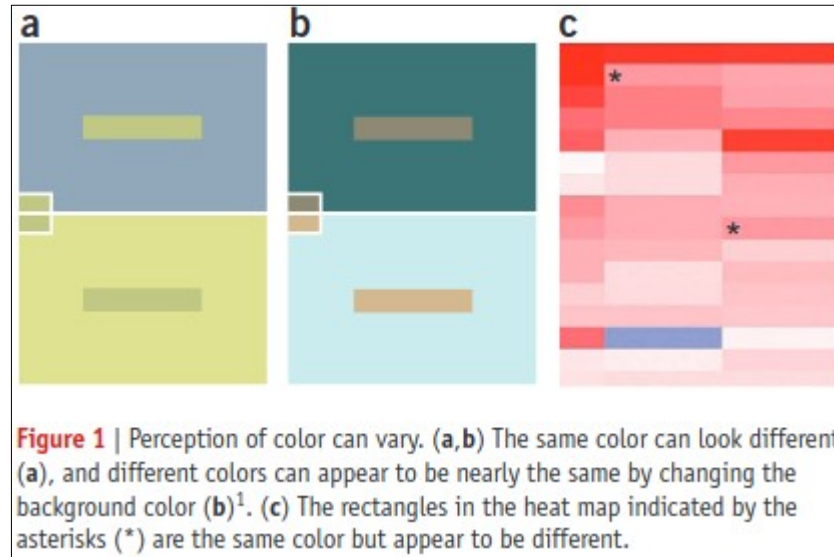 a b c
*
*
Figure 1 | Perception of color can vary. (a,b) The same color can look different
(a), and different colors can appear to be nearly the same by changing the
background color (b)1. (c) The rectangles in the heat map indicated by the
asterisks (*) are the same color but appear to be different.